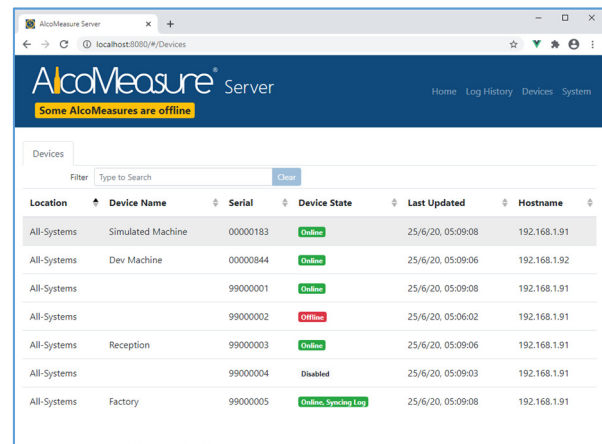 AlcoMeasure Server
localhost:8080/#/Devices
AlcoMeasure® Server
Home Log History Devices System
Some AlcoMeasures are offline
Devices
Filter Type to Search Clear
Location Device Name Serial Device State Last Updated Hostname
All-Systems Simulated Machine 00000183 Online 25/6/20, 05:09:08 192.168.1.91
All-Systems Dev Machine 00000844 Online 25/6/20, 05:09:06 192.168.1.92
All-Systems 99000001 Online 25/6/20, 05:09:08 192.168.1.91
All-Systems 99000002 Offline 25/6/20, 05:06:02 192.168.1.91
All-Systems Reception 99000003 Online 25/6/20, 05:09:06 192.168.1.91
All-Systems 99000004 Disabled 25/6/20, 05:09:03 192.168.1.91
All-Systems Factory 99000005 Online, Syncing Log 25/6/20, 05:09:08 192.168.1.91